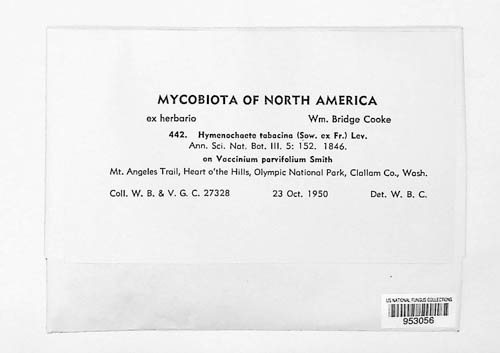 MYCOBIOTA OF NORTH AMERICA
ex herbario Wm. Bridge Cooke
442. Hymenochaete tabacina (Sow. ex Fr.) Lev.
Ann. Sci. Nat. Bot. III. 5: 152. 1846.
on Vaccinium parvifolium Smith
Mt. Angeles Trail, Heart o'the Hills, Olympic National Park, Clallam Co., Wash.
Coll. W. B. & V. G. C. 27328 23 Oct. 1950 Det. W. B. C.
US NATIONAL FUNGUS COLLECTIONS
953056